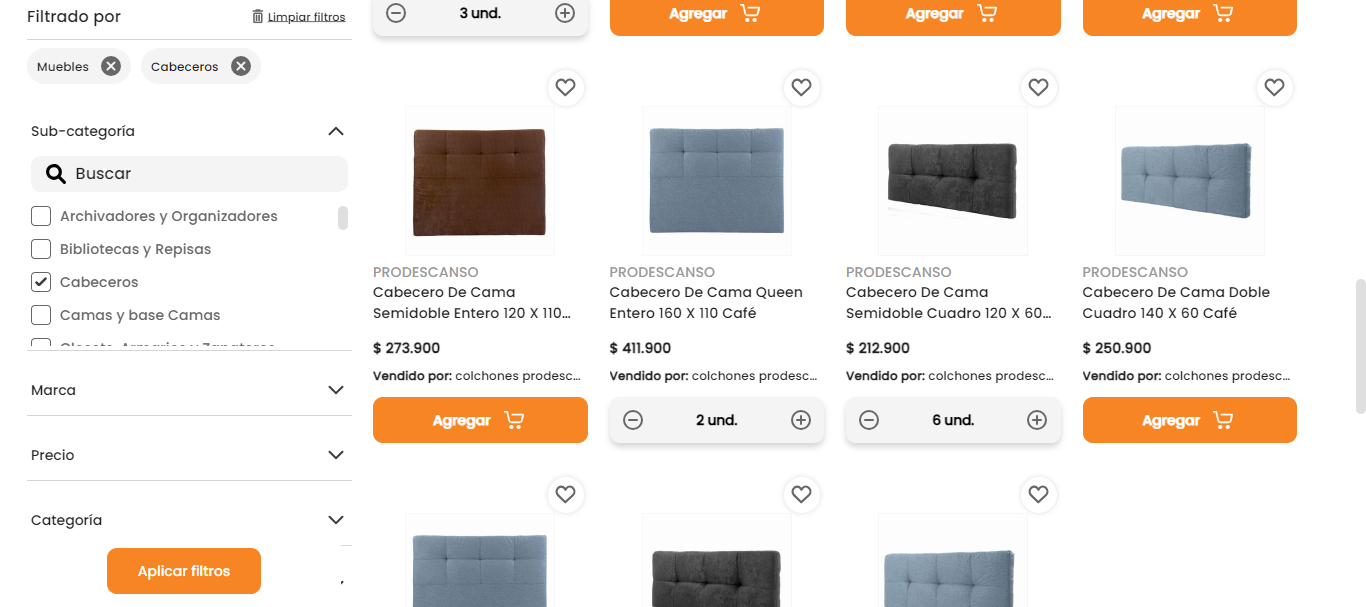 Filtrado por
Limpiar filtros
Muebles
Cabeceros
Sub-categoría
Buscar
Archivadores y Organizadores
Bibliotecas y Repisas
Cabeceros
Camas y base Camas
Closets, Armarios y Zapateros
Marca
Precio
Categoría
Aplicar filtros
3 und.
Agregar
Agregar
Agregar
PRODESCANSO
Cabecero De Cama
Semidoble Entero 120 X 110...
$ 273.900
Vendido por: colchones prodesc...
Agregar
PRODESCANSO
Cabecero De Cama Queen
Entero 160 X 110 Café
$ 411.900
Vendido por: colchones prodesc...
2 und.
PRODESCANSO
Cabecero De Cama
Semidoble Cuadro 120 X 60...
$ 212.900
Vendido por: colchones prodesc...
6 und.
PRODESCANSO
Cabecero De Cama Doble
Cuadro 140 X 60 Café
$ 250.900
Vendido por: colchones prodesc...
Agregar